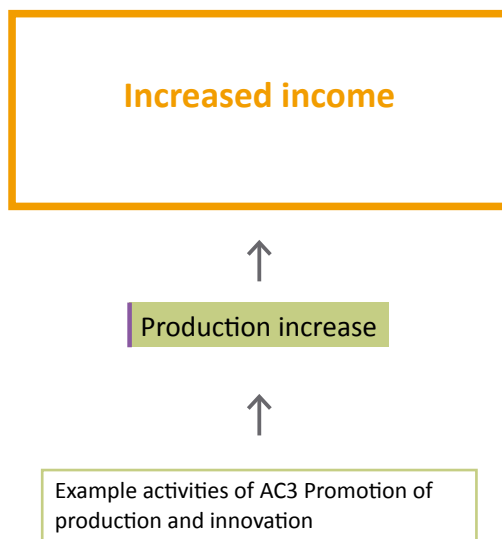 Increased income
Production increase
Example activities of AC3 Promotion of
production and innovation